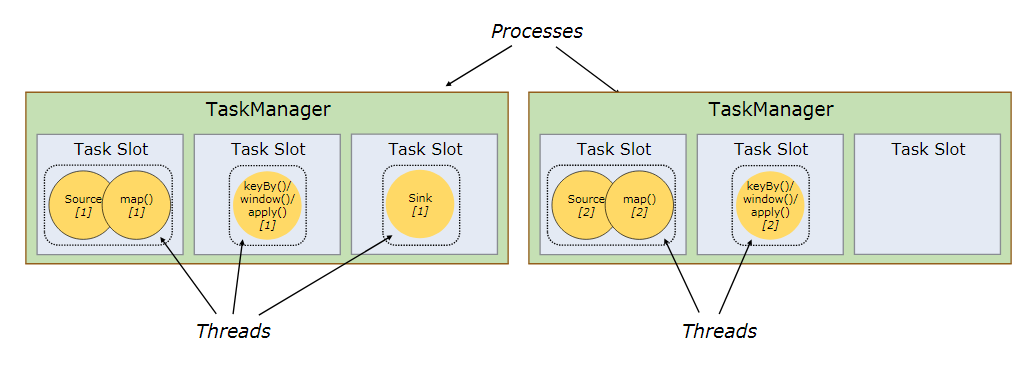 Processes
TaskManager
Task Slot
Source
[1]
map()
[1]
Task Slot
keyBy()/
window()/
apply()
[1]
Task Slot
Sink
[1]
Threads
TaskManager
Task Slot
Source
[2]
map()
[2]
Task Slot
keyBy()/
window()/
apply()
[2]
Task Slot
Threads